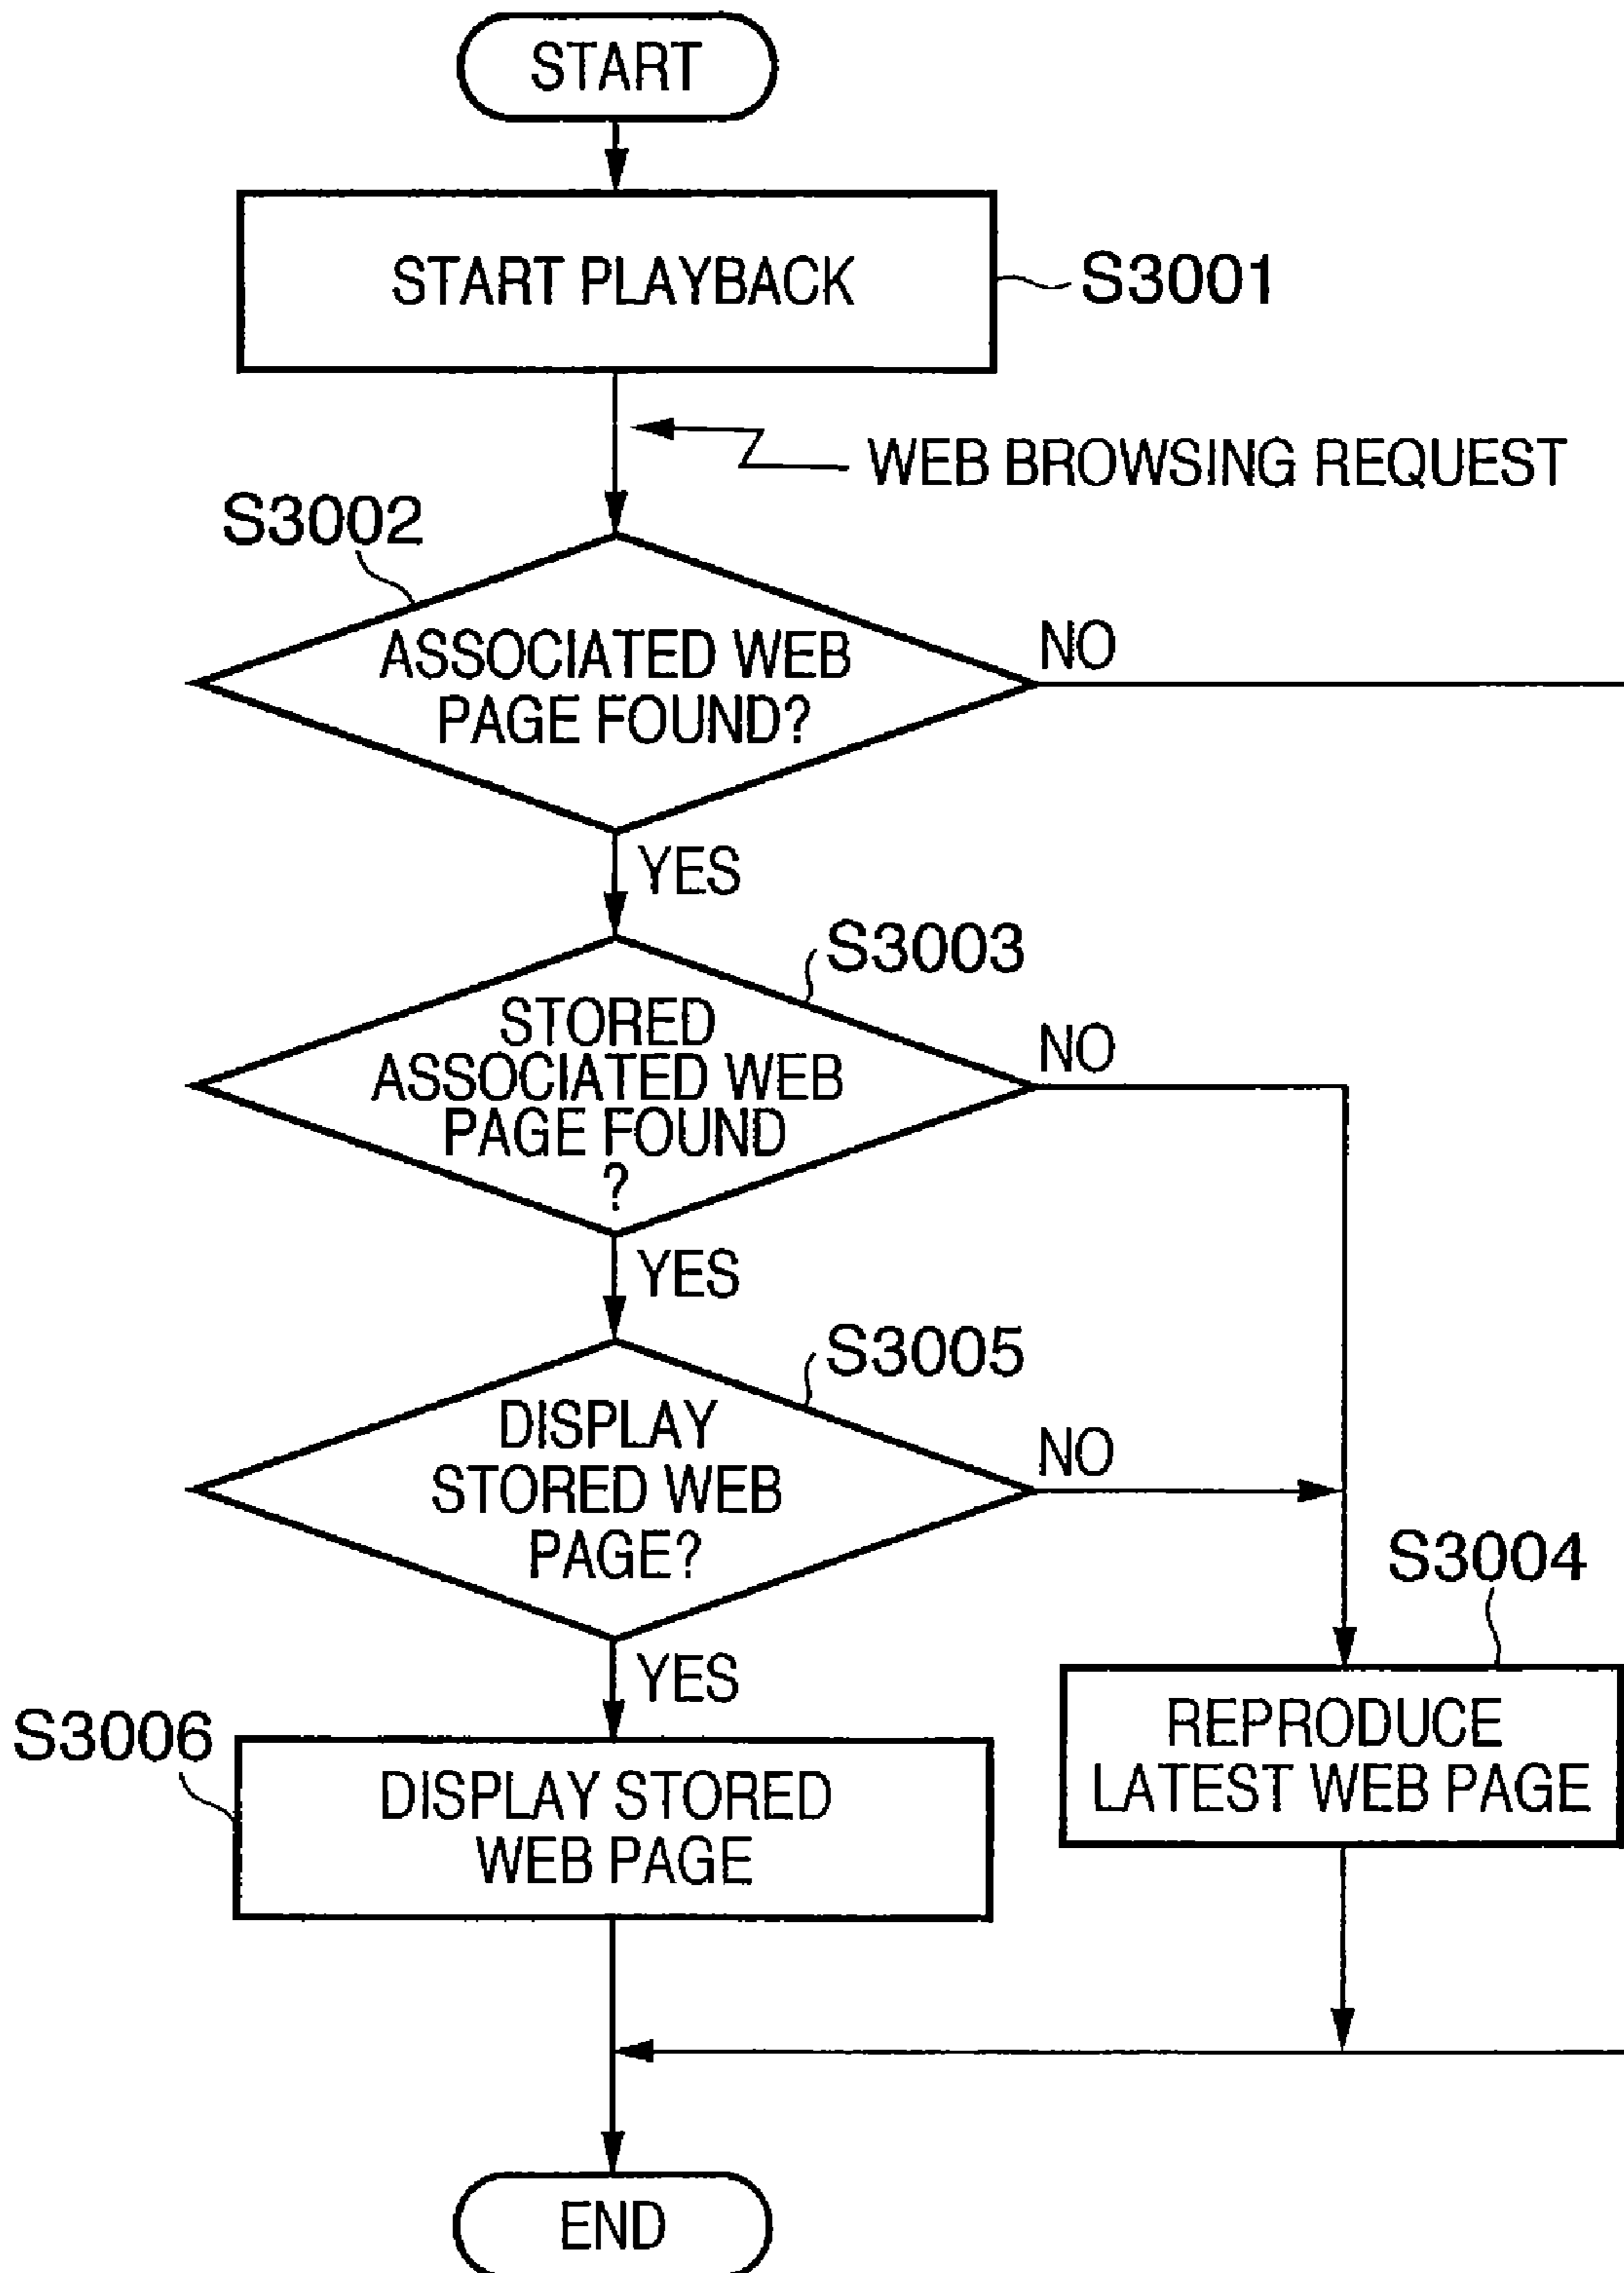 START
START PLAYBACK
S3001
WEB BROWSING REQUEST
S3002
ASSOCIATED WEB
PAGE FOUND?
NO
YES
S3003
STORED
ASSOCIATED WEB
PAGE FOUND
?
NO
YES
S3005
DISPLAY
STORED WEB
PAGE?
NO
S3004
YES
REPRODUCE
LATEST WEB PAGE
S3006
DISPLAY STORED
WEB PAGE
END